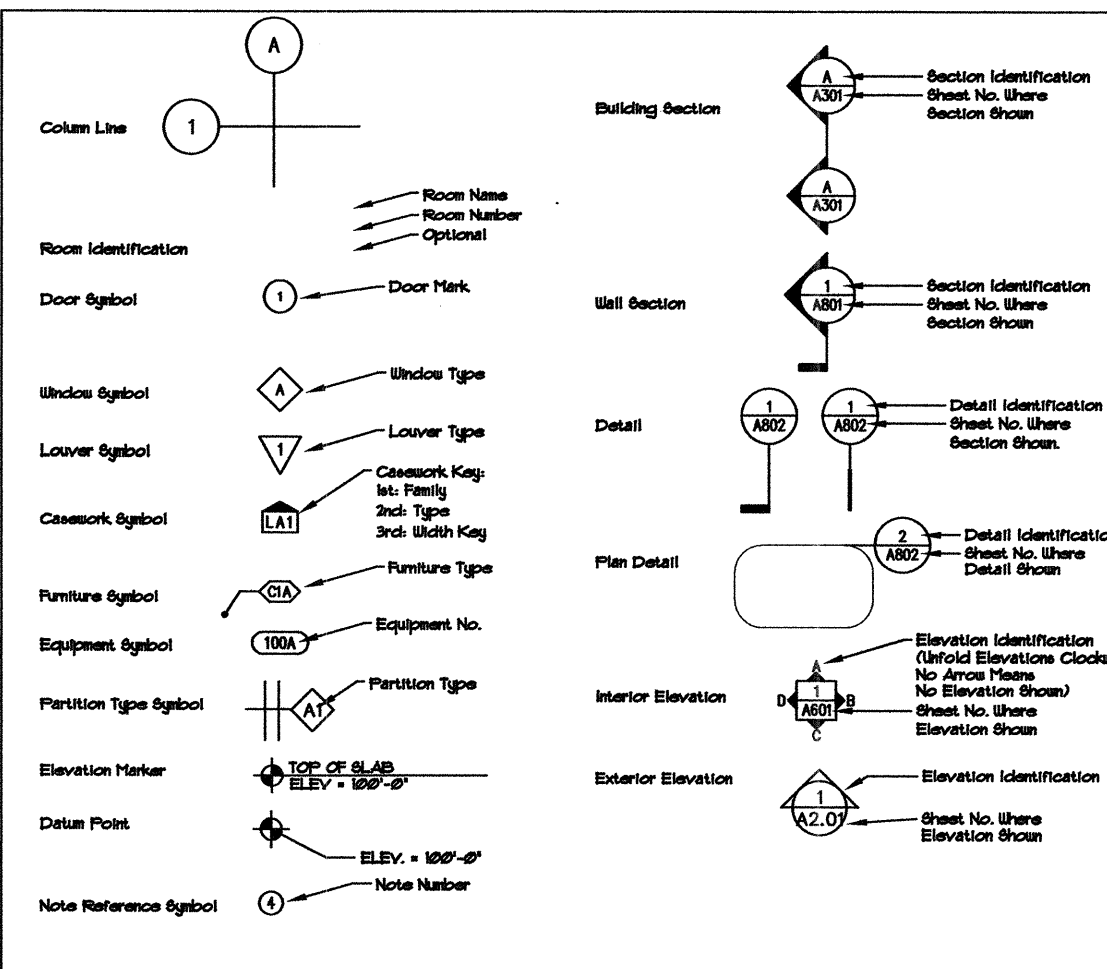 A
Column Line
1
Room Name
Room Number
Optional
Room Identification
Door Symbol
1
Door Mark
Window Symbol
A
Window Type
Louver Symbol
1
Louver Type
Casework Symbol
LA1
Casework Key:
1st: Family
2nd: Type
3rd: Width Key
Furniture Symbol
C1A
Furniture Type
Equipment Symbol
100A
Equipment No.
Partition Type Symbol
A1
Partition Type
Elevation Marker
TOP OF SLAB
ELEV = 100'-0"
Datum Point
ELEV. = 100'-0"
Note Reference Symbol
4
Note Number
Building Section
A
A301
Section Identification
Sheet No. Where
Section Shown
A
A301
Wall Section
1
A801
Section Identification
Sheet No. Where
Section Shown
Detail
1
A802
1
A802
Detail Identification
Sheet No. Where
Section Shown.
Plan Detail
2
A802
Detail Identificatio
Sheet No. Where
Detail Shown
Interior Elevation
A
D
1
A601
B
C
Elevation Identification
(Unfold Elevations Clocku
No Arrow Means
No Elevation Shown)
Sheet No. Where
Elevation Shown
Exterior Elevation
1
A2.01
Elevation Identification
Sheet No. Where
Elevation Shown